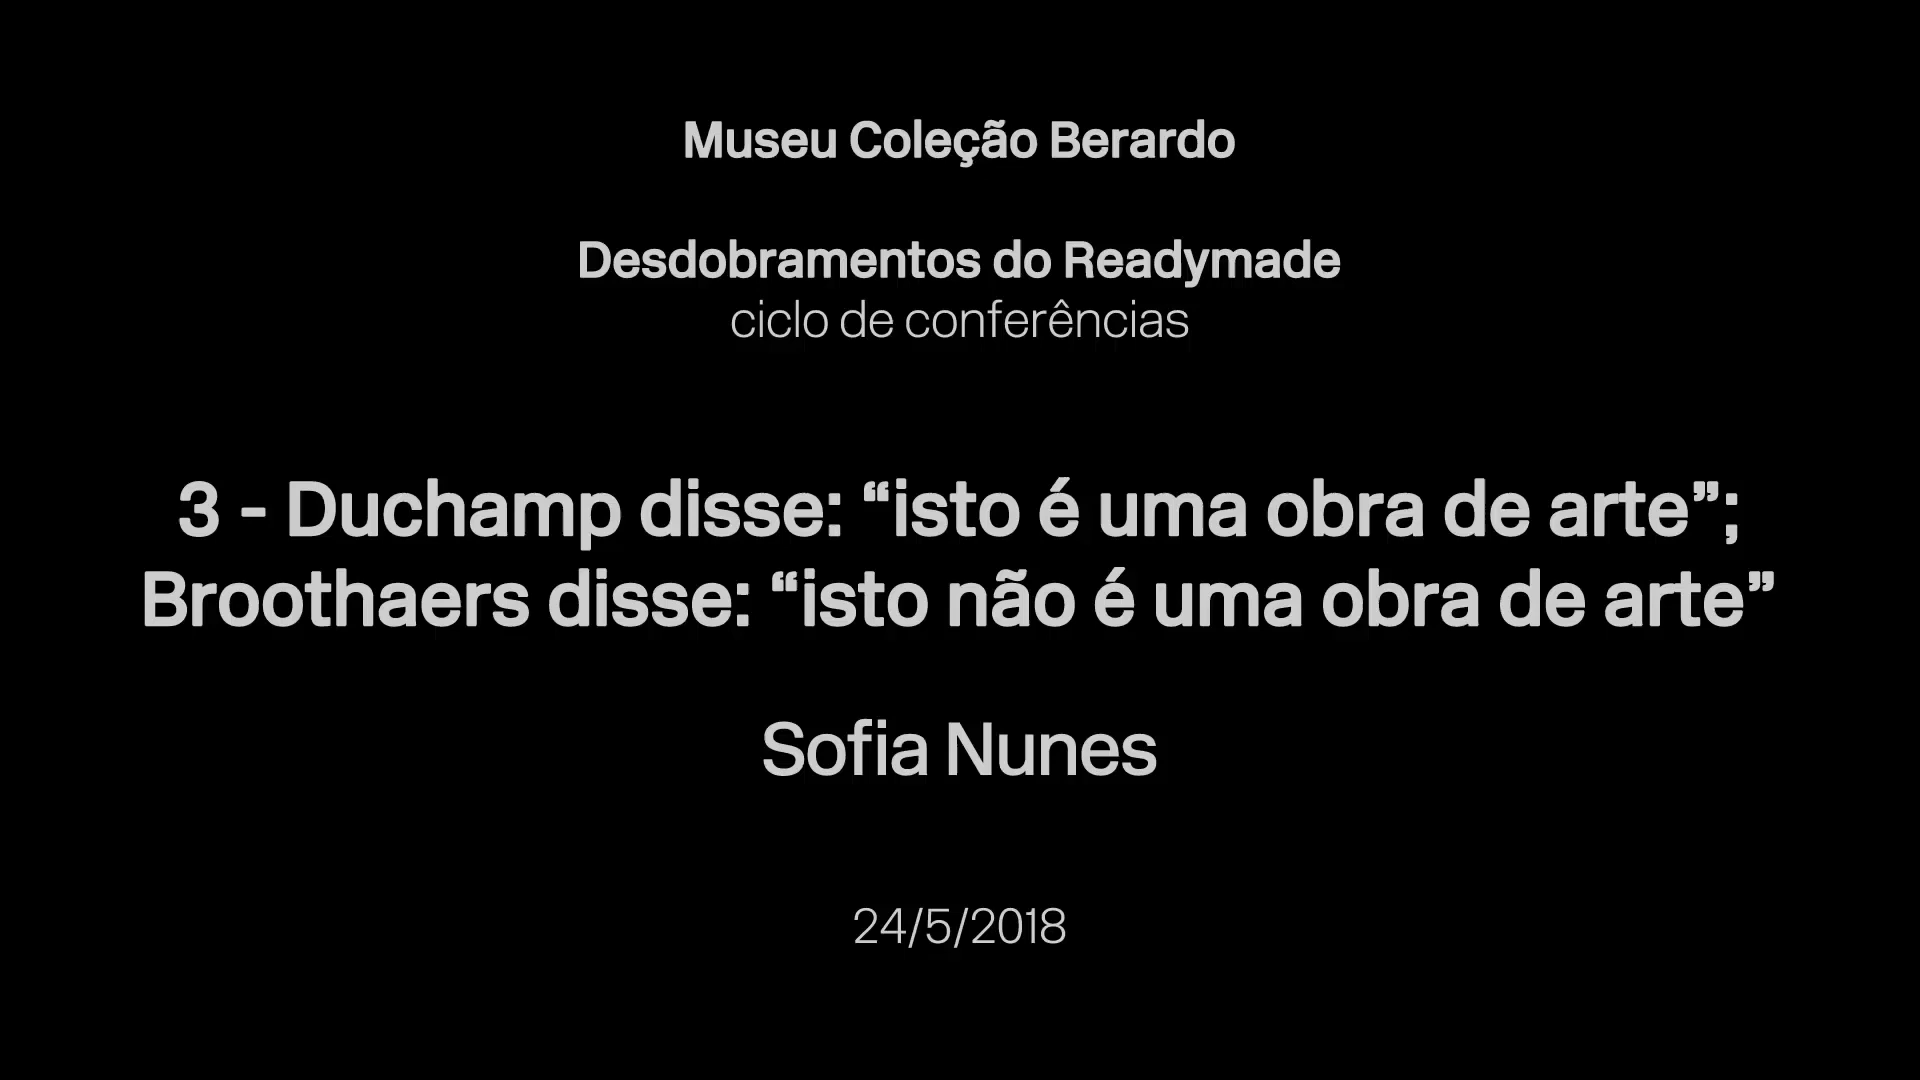 Museu Coleção Berardo
Desdobramentos do Readymade
ciclo de conferências
3 - Duchamp disse: “isto é uma obra de arte”;
Broothaers disse: “isto não é uma obra de arte”
Sofia Nunes
24/5/2018